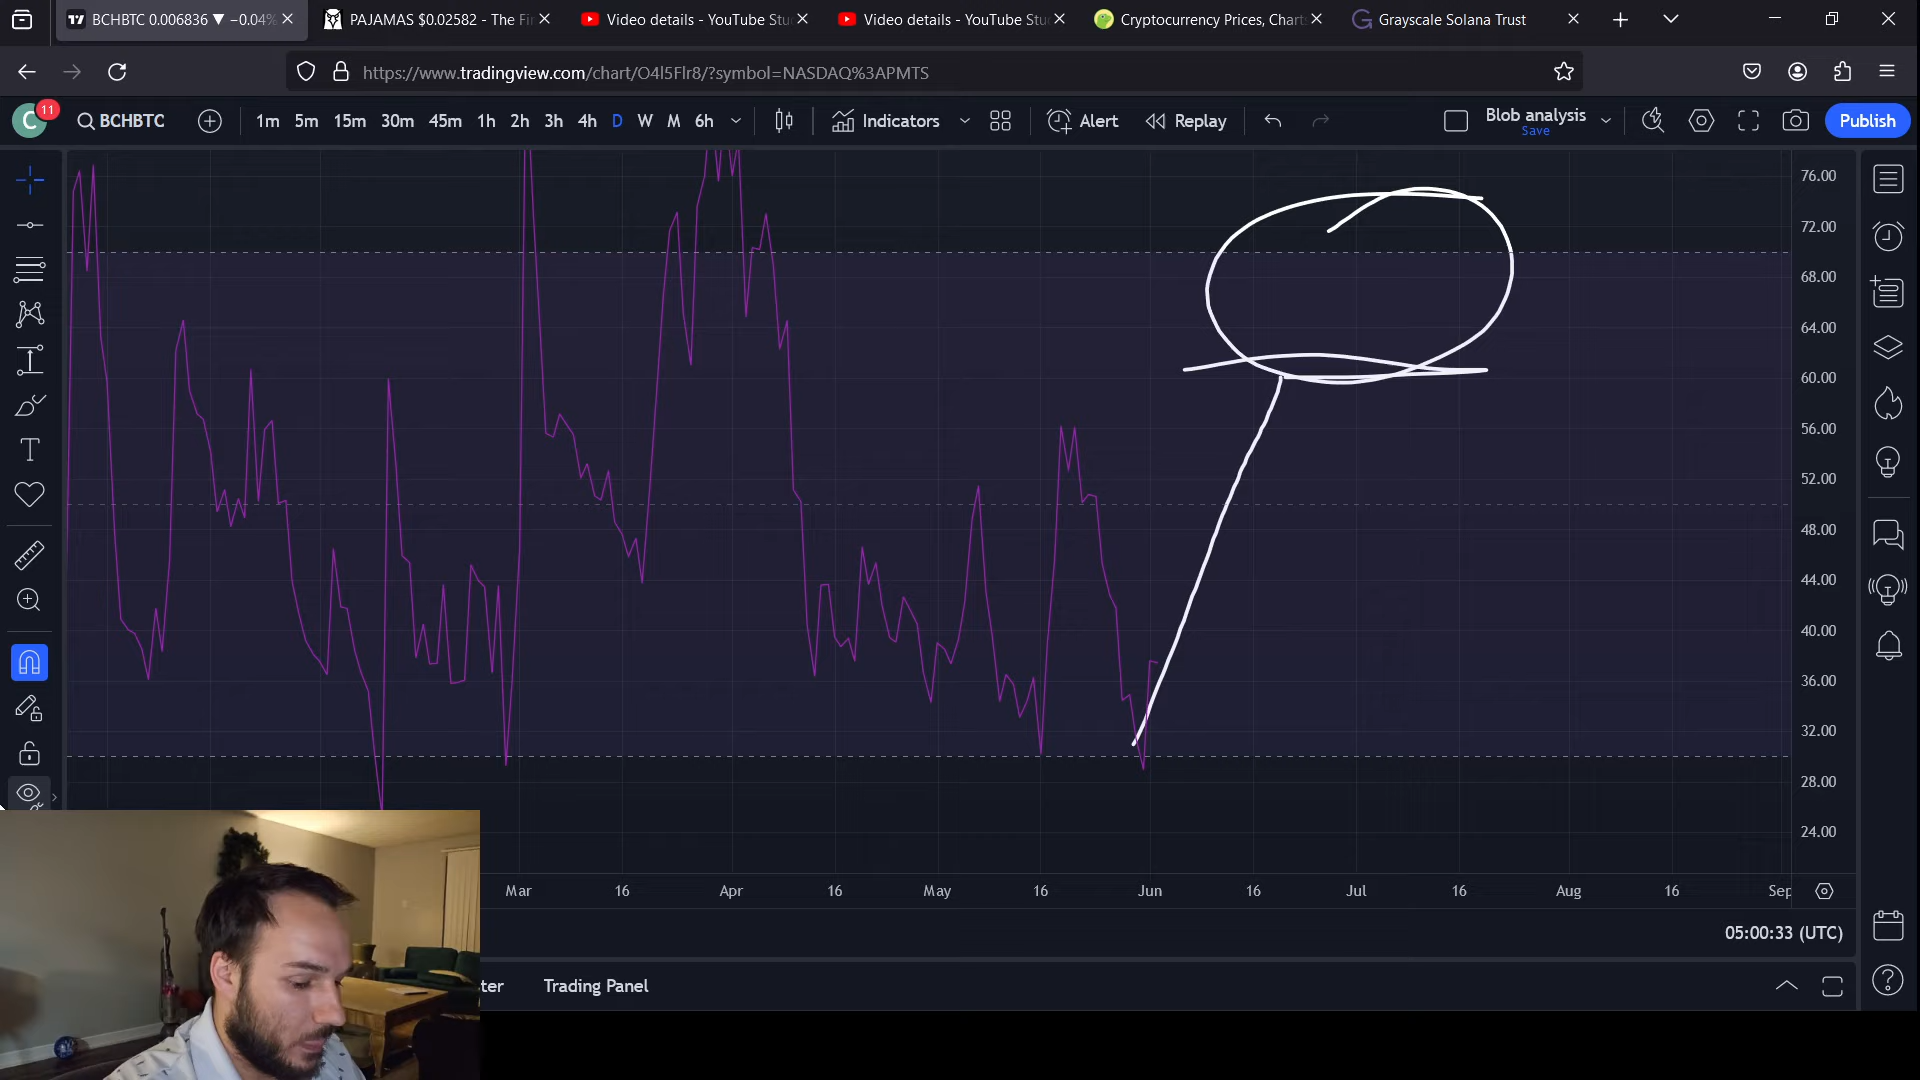 BCHBTC 0.006836 ▼ −0.04%
PAJAMAS $0.02582 - The Fi
Video details - YouTube Stu
Video details - YouTube Stu
Cryptocurrency Prices, Chart
Grayscale Solana Trust
https://www.tradingview.com/chart/O4l5Flr8/?symbol=NASDAQ%3APMTS
C
11
BCHBTC
1m
5m
15m
30m
45m
1h
2h
3h
4h
D
W
M
6h
Indicators
Alert
Replay
Blob analysis
Save
Publish
76.00
72.00
68.00
64.00
60.00
56.00
52.00
48.00
44.00
40.00
36.00
32.00
28.00
24.00
Mar
16
Apr
16
May
16
Jun
16
Jul
16
Aug
16
Sep
05:00:33 (UTC)
ter
Trading Panel